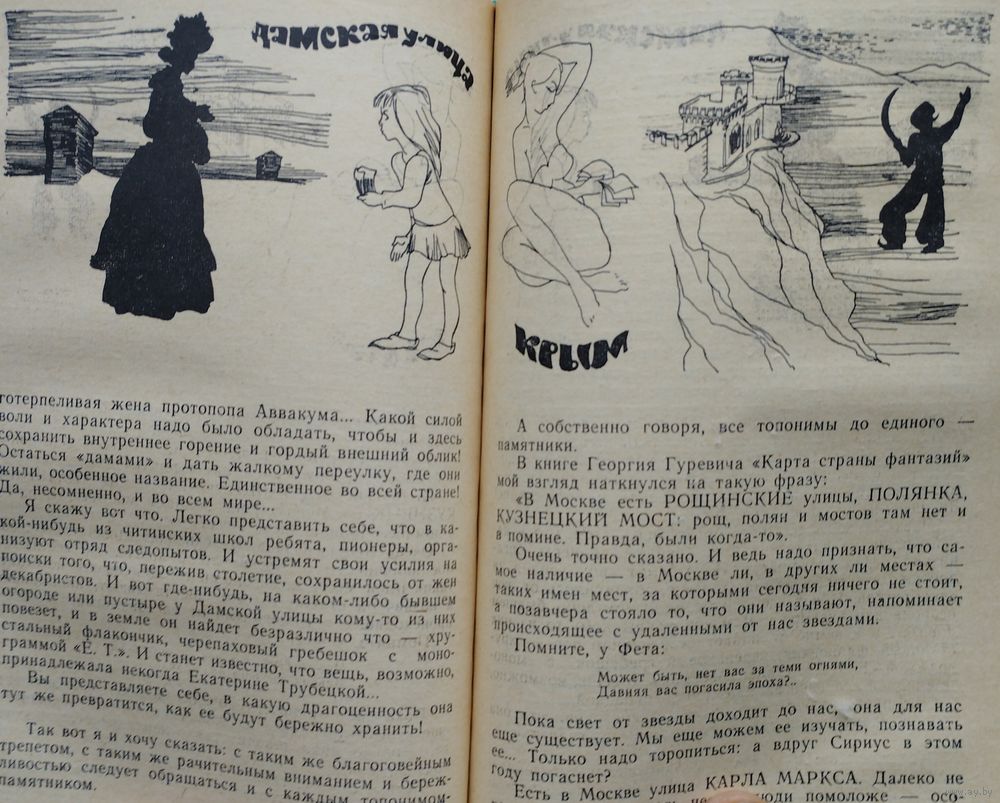 Дамская улица
готерпеливая жена протопопа Аввакума... Какой силой
воли и характера надо было обладать, чтобы и здесь
сохранить внутреннее горение и гордый внешний облик!
Остаться «дамами» и дать жалкому переулку, где они
жили, особенное название. Единственное во всей стране!
Да, несомненно, и во всем мире...
Я скажу вот что. Легко представить себе, что в ка-
кой-нибудь из читинских школ ребята, пионеры, орга-
низуют отряд следопытов. И устремят свои усилия на
поиски того, что, пережив столетие, сохранилось от жен
декабристов. И вот где-нибудь, на каком-либо бывшем
огороде или пустыре у Дамской улицы кому-то из них
повезет, и в земле он найдет безразлично что — хру-
стальный флакончик, черепаховый гребешок с моно-
граммой «Е. Т.». И станет известно, что вещь, возможно,
принадлежала некогда Екатерине Трубецкой...
Вы представляете себе, в какую драгоценность она
тут же превратится, как ее будут бережно хранить!
Так вот я и хочу сказать: с таким же благоговейным
трепетом, с таким же рачительным вниманием и береж-
ливостью следует обращаться и с каждым топонимом-
памятником.
Крым
А собственно говоря, все топонимы до единого —
памятники.
В книге Георгия Гуревича «Карта страны фантазий»
мой взгляд наткнулся на такую фразу:
«В Москве есть РОЩИНСКИЕ улицы, ПОЛЯНКА,
КУЗНЕЦКИЙ МОСТ: рощ, полян и мостов там нет и
в помине. Правда, были когда-то».
Очень точно сказано. И ведь надо признать, что са-
мое наличие — в Москве ли, в других ли местах —
таких имен мест, за которыми сегодня ничего не стоит,
а позавчера стояло то, что они называют, напоминает
происходящее с удаленными от нас звездами.
Помните, у Фета:
Может быть, нет вас за теми огнями,
Давняя вас погасила эпоха?..
Пока свет от звезды доходит до нас, она для нас
еще существует. Мы еще можем ее изучать, познавать
ее... Только надо торопиться: а вдруг Сириус в этом
году погаснет?
Есть в Москве улица КАРЛА МАРКСА. Далеко не
люди помоложе — осо-
www.ay.by